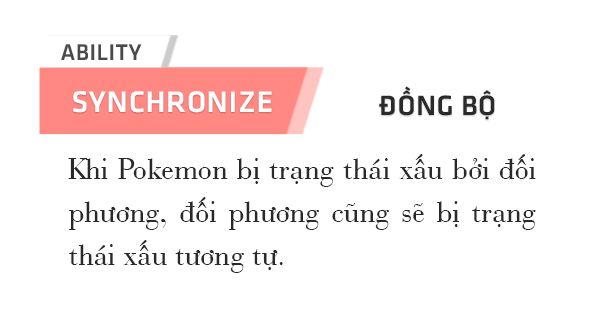 ABILITY
SYNCHRONIZE
ĐỒNG BỘ
Khi Pokemon bị trạng thái xấu bởi đối
phương, đối phương cũng sẽ bị trạng
thái xấu tương tự.